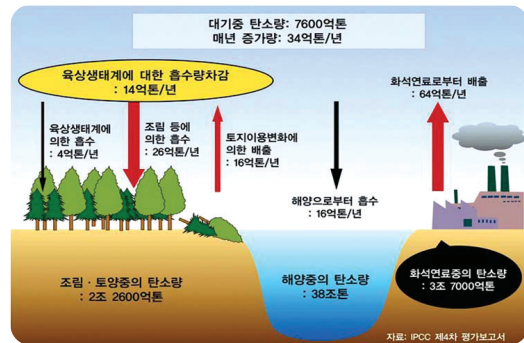 대기중 탄소량: 7600억톤
매년 증가량: 34억톤/년
육상생태계에 대한 흡수량차감
: 14억톤/년
화석연료로부터 배출
: 64억톤/년
육상생태계에
의한 흡수
: 4억톤/년
조림 등에
의한 흡수
: 26억톤/년
토지이용변화에
의한 배출
: 16억톤/년
해양으로부터 흡수
: 16억톤/년
조림 · 토양중의 탄소량
: 2조 2600억톤
해양중의 탄소량
: 38조톤
화석연료중의 탄소량
: 3조 7000억톤
자료: IPCC 제4차 평가보고서